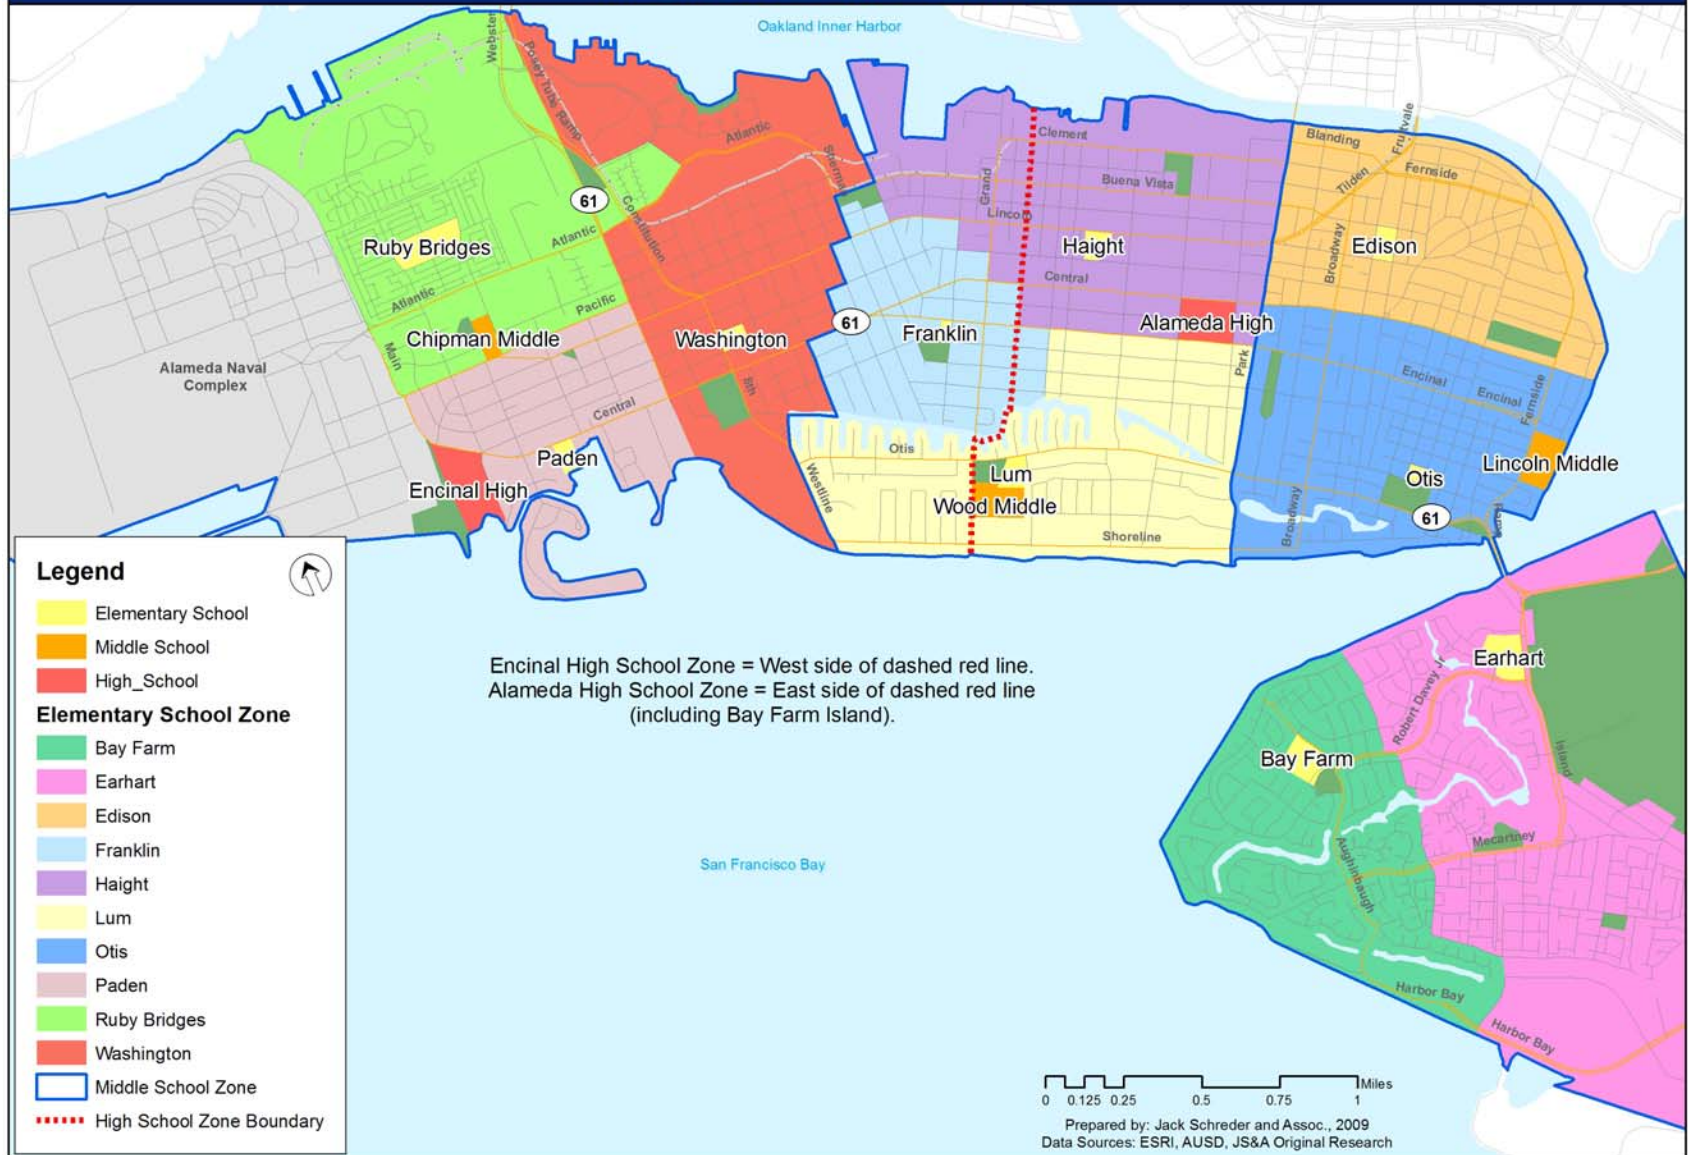 Oakland Inner Harbor
Webster
Posey Tube Ramp
Atlantic
Sherman
Clement
Grand
Buena Vista
Lincoln
Blanding
Fruitvale
Tilden
Fernside
61
Constitution
Ruby Bridges
Atlantic
Haight
Edison
Broadway
Central
Atlantic
Pacific
61
Chipman Middle
Washington
Franklin
Alameda High
Main
Alameda Naval
Complex
8th
Park
Encinal
Encinal
Fernside
Central
Otis
Paden
Westline
Lum
Otis
Lincoln Middle
Encinal High
Wood Middle
61
Broadway
Shoreline
Legend
Elementary School
Middle School
High_School
Elementary School Zone
Bay Farm
Earhart
Edison
Franklin
Haight
Lum
Otis
Paden
Ruby Bridges
Washington
Middle School Zone
High School Zone Boundary
Encinal High School Zone = West side of dashed red line.
Alameda High School Zone = East side of dashed red line
(including Bay Farm Island).
Earhart
Robert Davey Jr
Bay Farm
Island
Mecartney
Aughinbaugh
San Francisco Bay
Harbor Bay
Harbor Bay
Miles
0 0.125 0.25 0.5 0.75 1
Prepared by: Jack Schreder and Assoc., 2009
Data Sources: ESRI, AUSD, JS&A Original Research